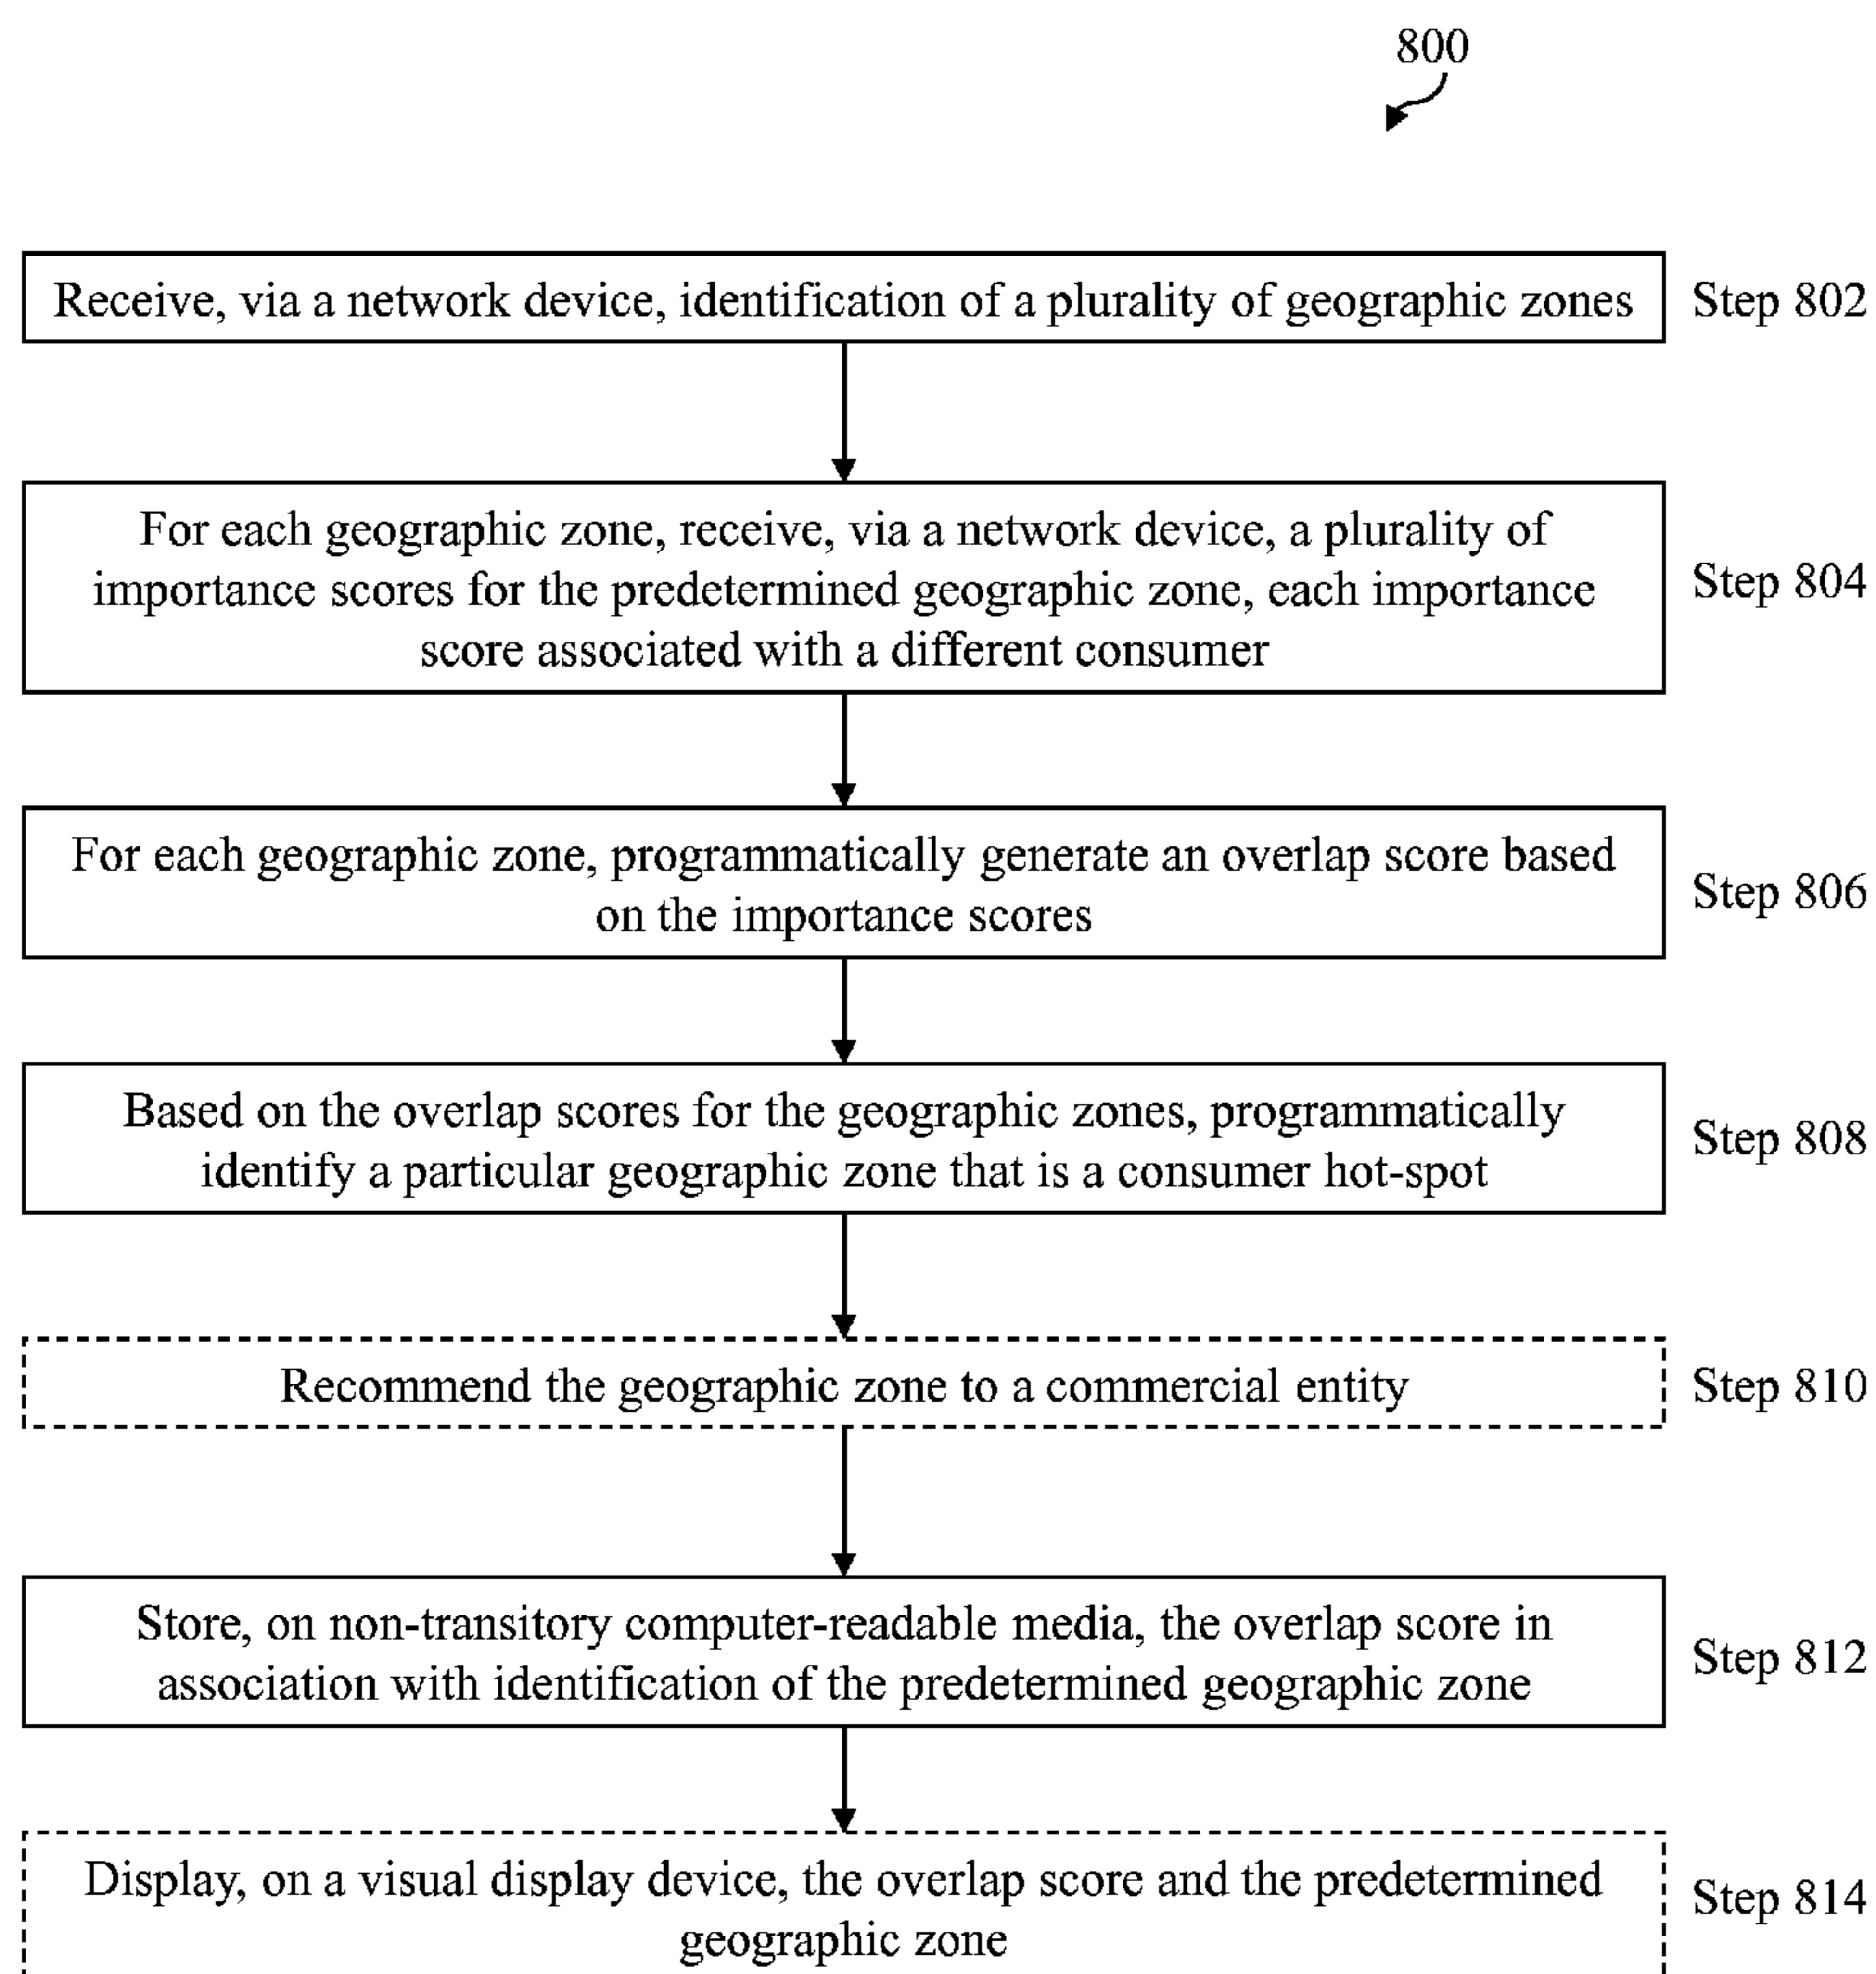 800
Receive, via a network device, identification of a plurality of geographic zones
Step 802
For each geographic zone, receive, via a network device, a plurality of
importance scores for the predetermined geographic zone, each importance
score associated with a different consumer
Step 804
For each geographic zone, programmatically generate an overlap score based
on the importance scores
Step 806
Based on the overlap scores for the geographic zones, programmatically
identify a particular geographic zone that is a consumer hot-spot
Step 808
Recommend the geographic zone to a commercial entity
Step 810
Store, on non-transitory computer-readable media, the overlap score in
association with identification of the predetermined geographic zone
Step 812
Display, on a visual display device, the overlap score and the predetermined
geographic zone
Step 814